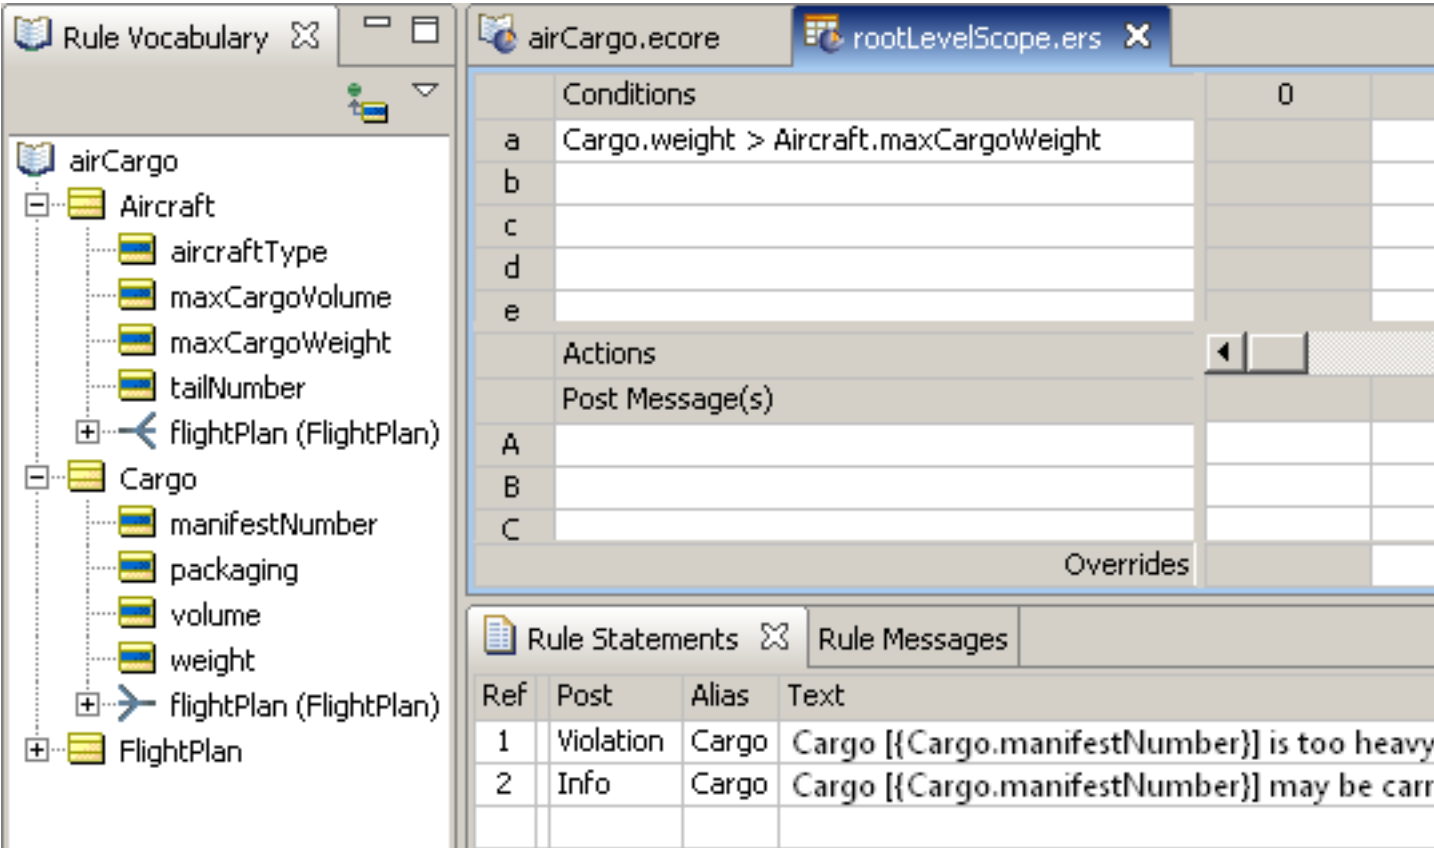 Rule Vocabulary
airCargo
Aircraft
aircraftType
maxCargoVolume
maxCargoWeight
tailNumber
flightPlan (FlightPlan)
Cargo
manifestNumber
packaging
volume
weight
flightPlan (FlightPlan)
FlightPlan
airCargo.ecore rootLevelScope.ers
Conditions 0
a Cargo.weight > Aircraft.maxCargoWeight
b
c
d
e
Actions
Post Message(s)
A
B
C
Overrides
Rule Statements Rule Messages
Ref Post Alias Text
1 Violation Cargo Cargo [{Cargo.manifestNumber}] is too heavy
2 Info Cargo Cargo [{Cargo.manifestNumber}] may be carr